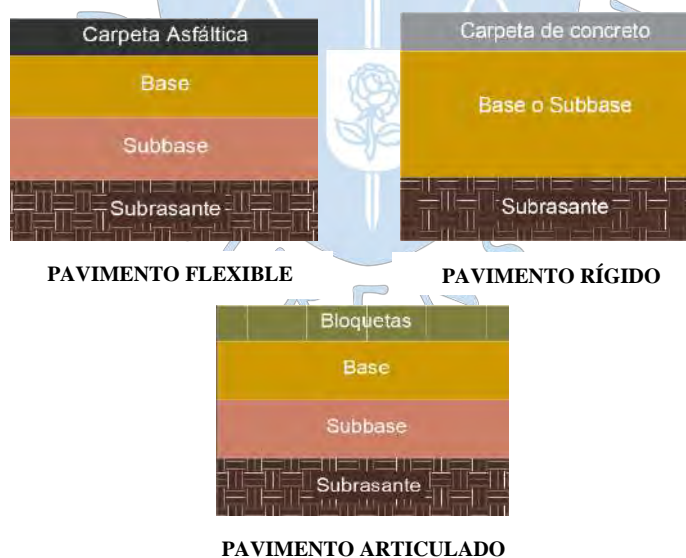 Carpeta Asfáltica
Base
Subbase
Subrasante
PAVIMENTO FLEXIBLE
Carpeta de concreto
Base o Subbase
Subrasante
PAVIMENTO RÍGIDO
Bloquetas
Base
Subbase
Subrasante
PAVIMENTO ARTICULADO